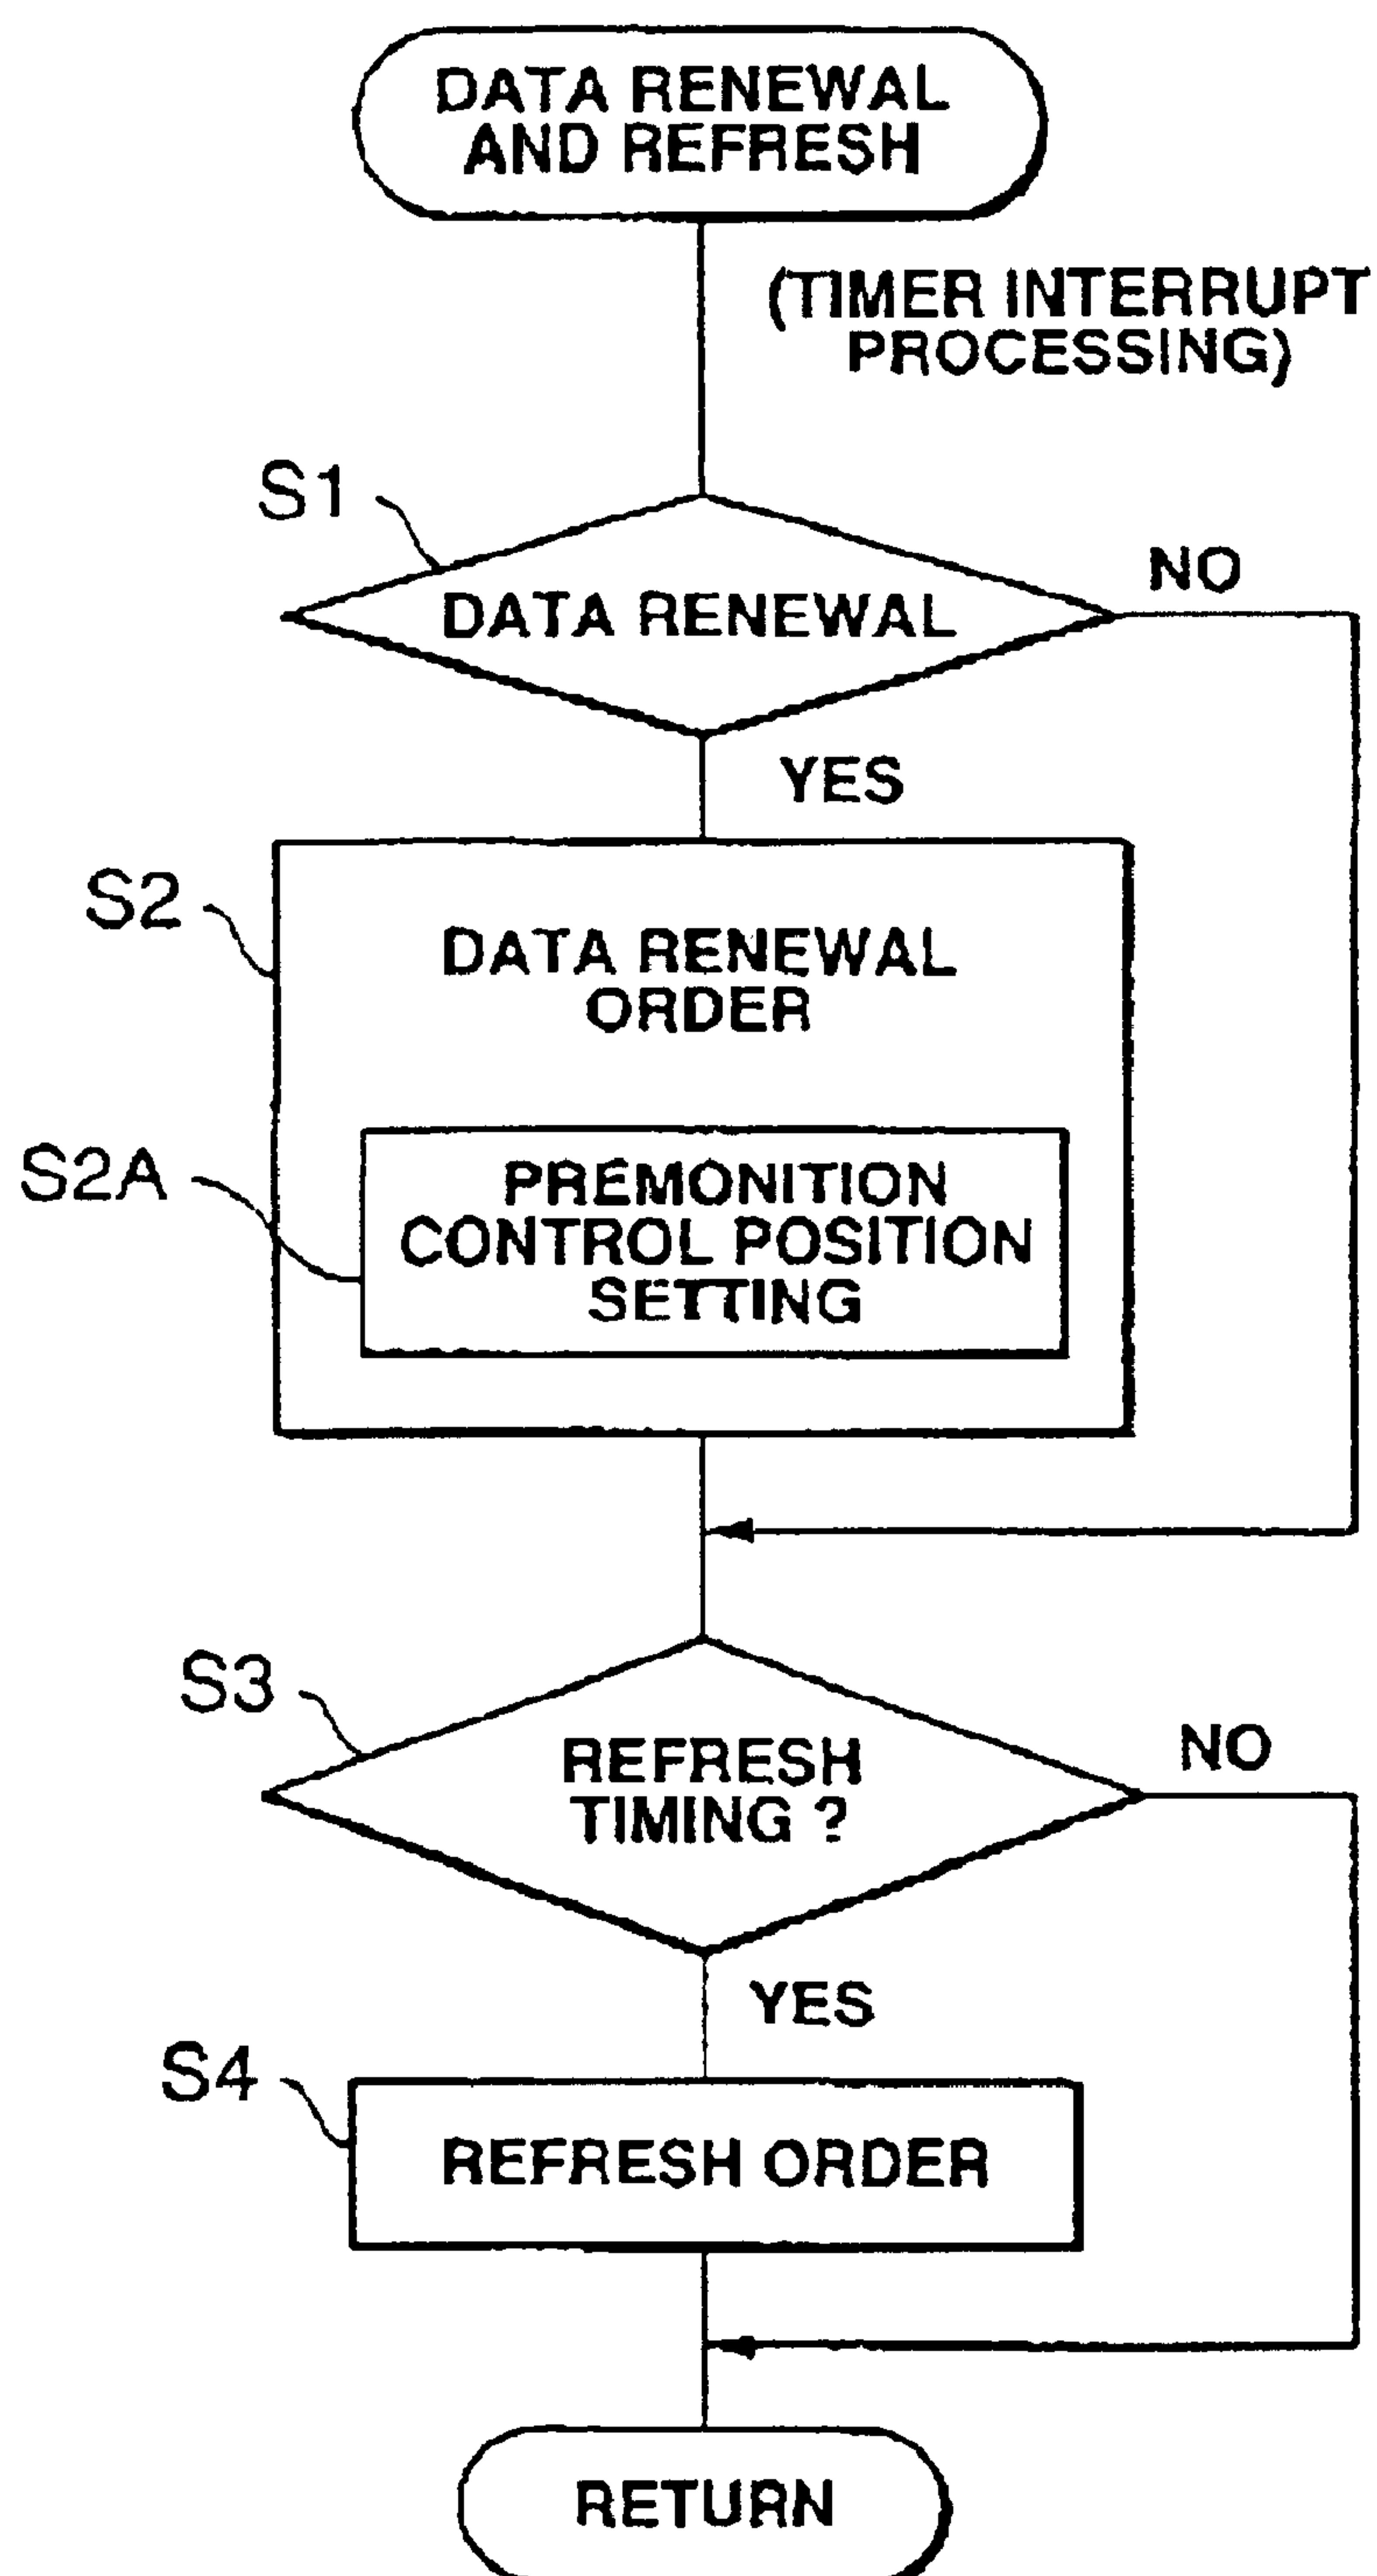 DATA RENEWAL
AND REFRESH
(TIMER INTERRUPT
PROCESSING)
S1
DATA RENEWAL
NO
YES
S2
DATA RENEWAL
ORDER
S2A
PREMONITION
CONTROL POSITION
SETTING
S3
REFRESH
TIMING ?
NO
YES
S4
REFRESH ORDER
RETURN